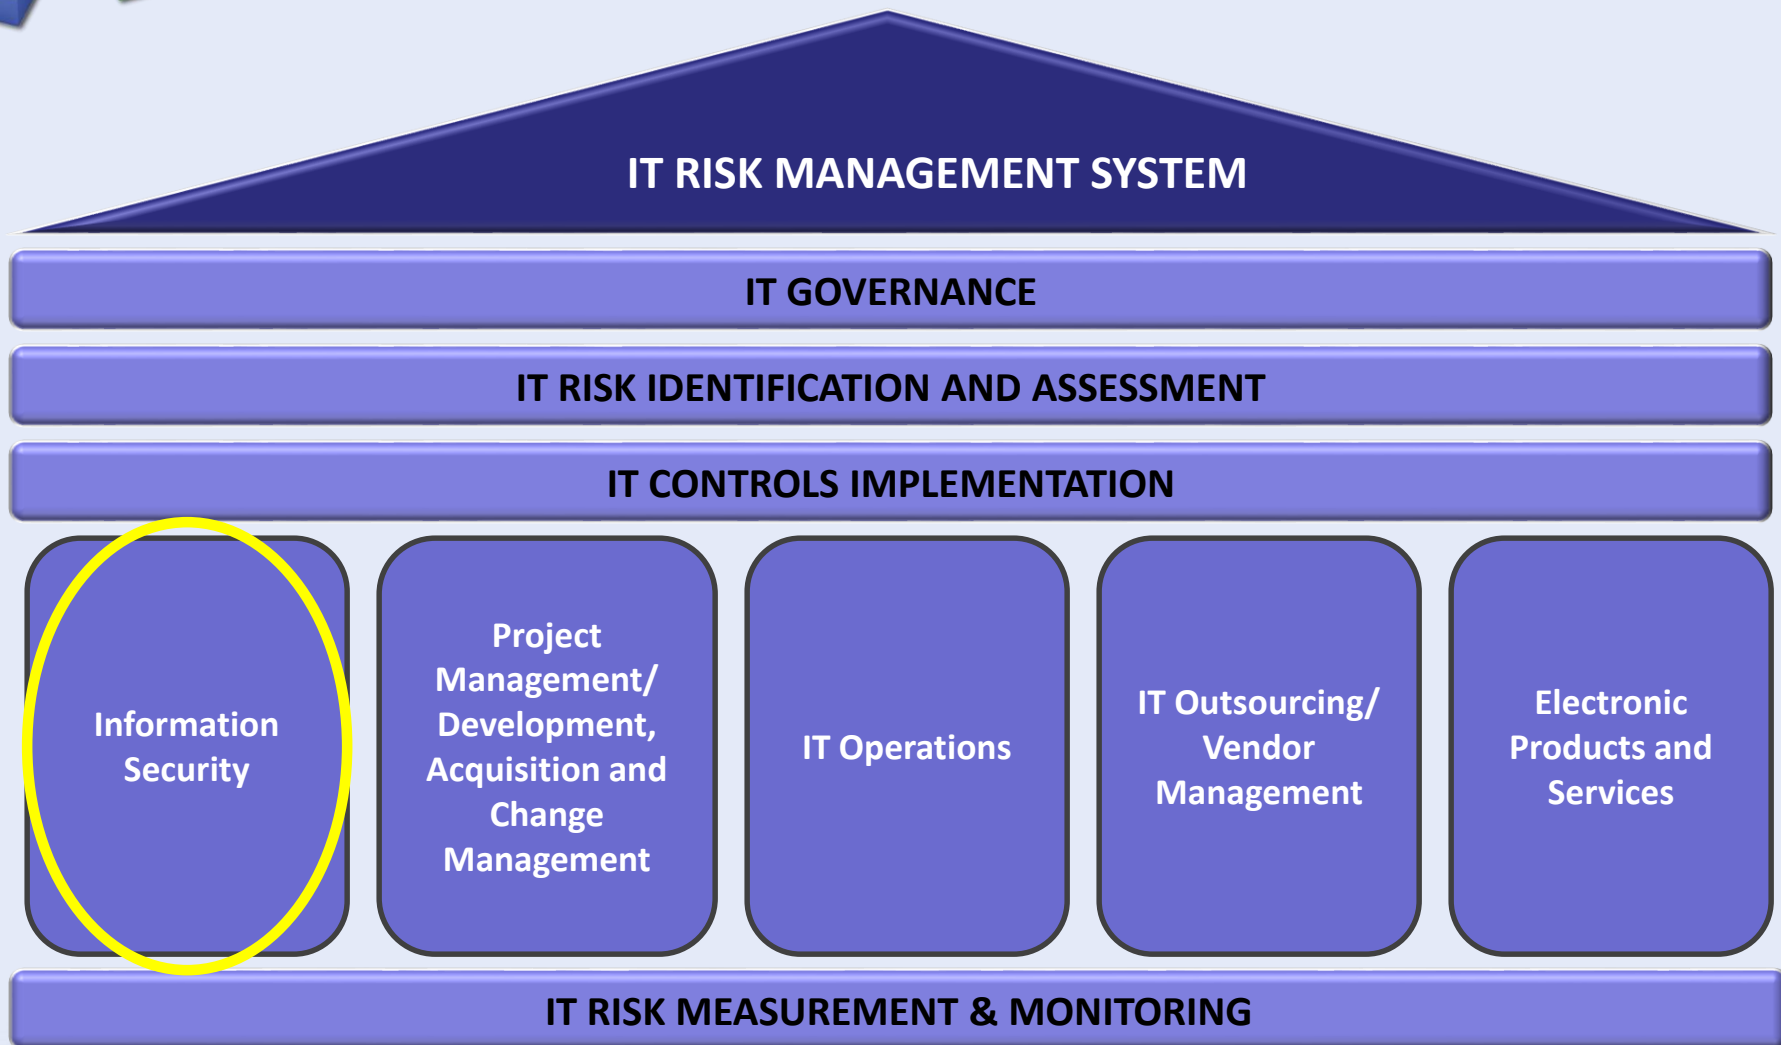 IT RISK MANAGEMENT SYSTEM
IT GOVERNANCE
IT RISK IDENTIFICATION AND ASSESSMENT
IT CONTROLS IMPLEMENTATION
Information
Security
Project
Management/
Development,
Acquisition and
Change
Management
IT Operations
IT Outsourcing/
Vendor
Management
Electronic
Products and
Services
IT RISK MEASUREMENT & MONITORING